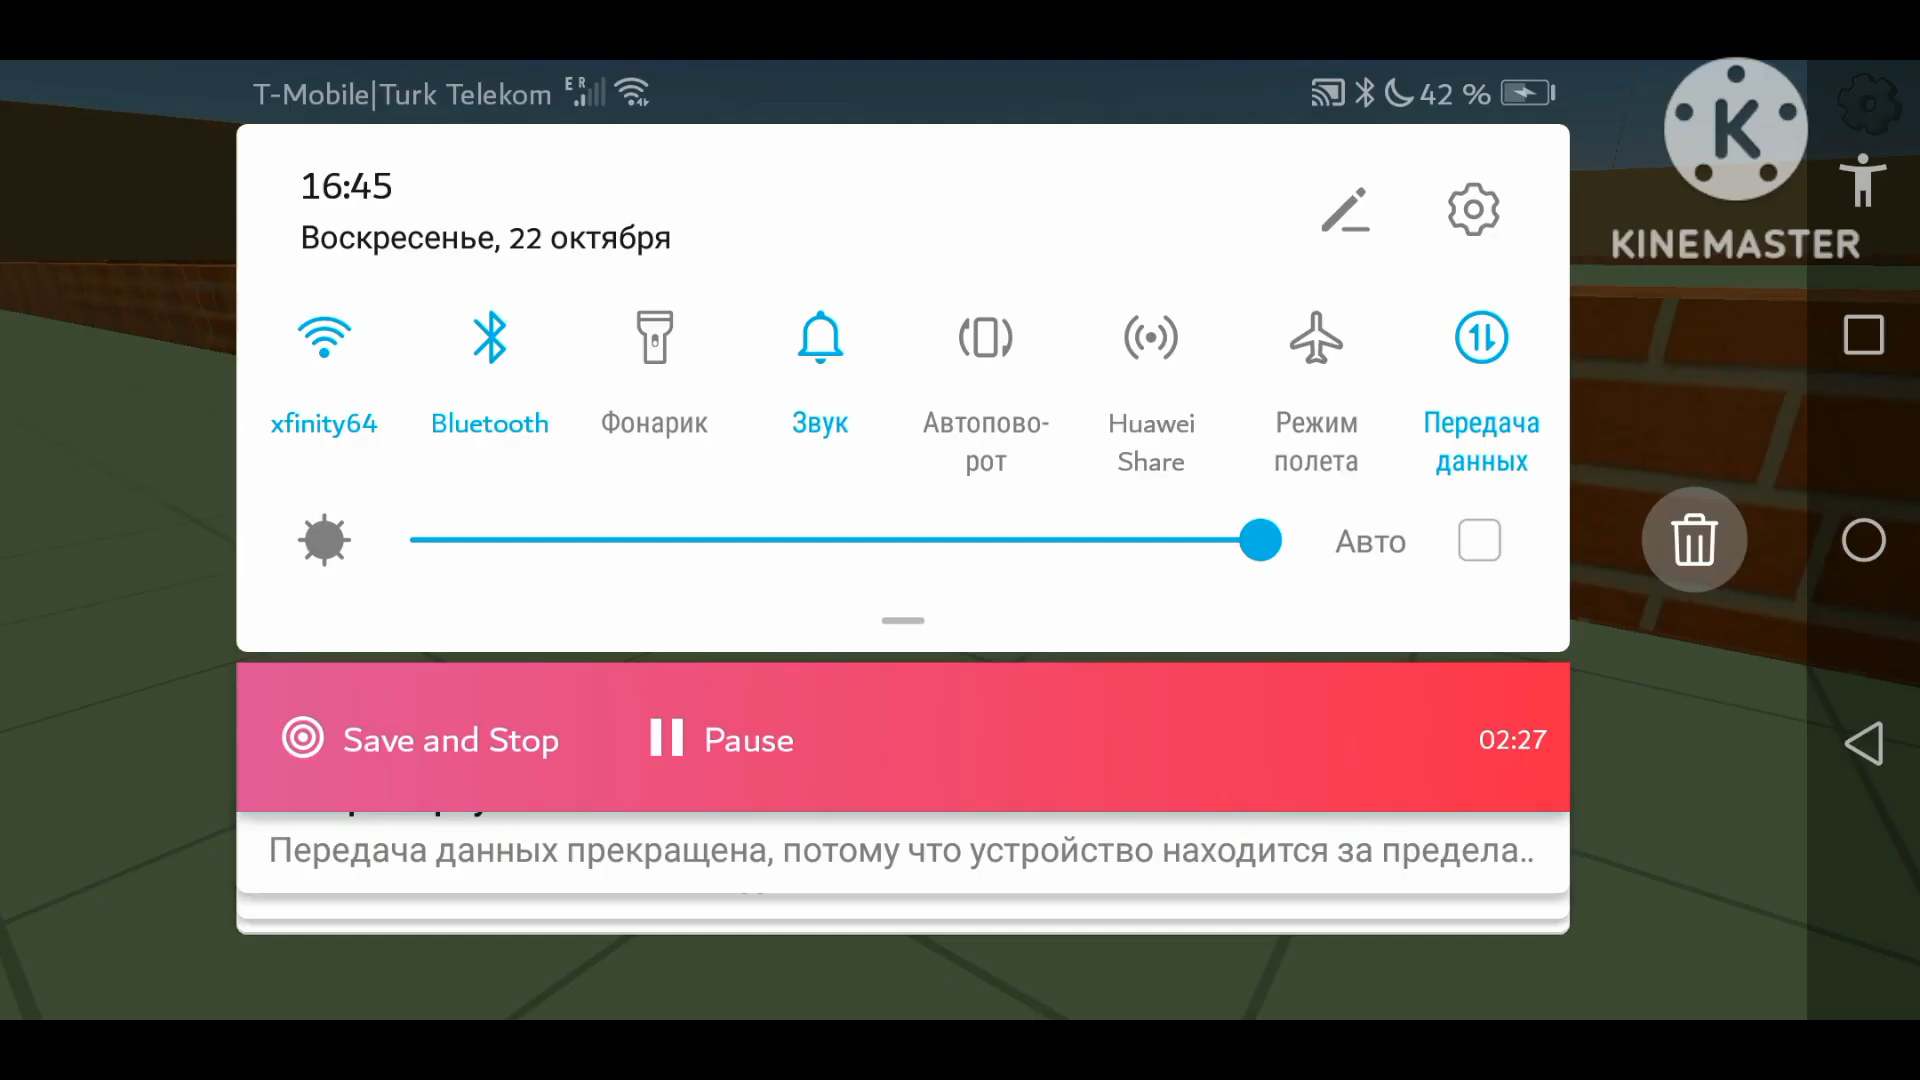 T-Mobile|Turk Telekom E R
42 %
K
KINEMASTER
16:45
Воскресенье, 22 октября
xfinity64
Bluetooth
Фонарик
Звук
Автопово-
рот
Huawei
Share
Режим
полета
Передача
данных
Авто
Save and Stop
Pause
02:27
Передача данных прекращена, потому что устройство находится за предела..